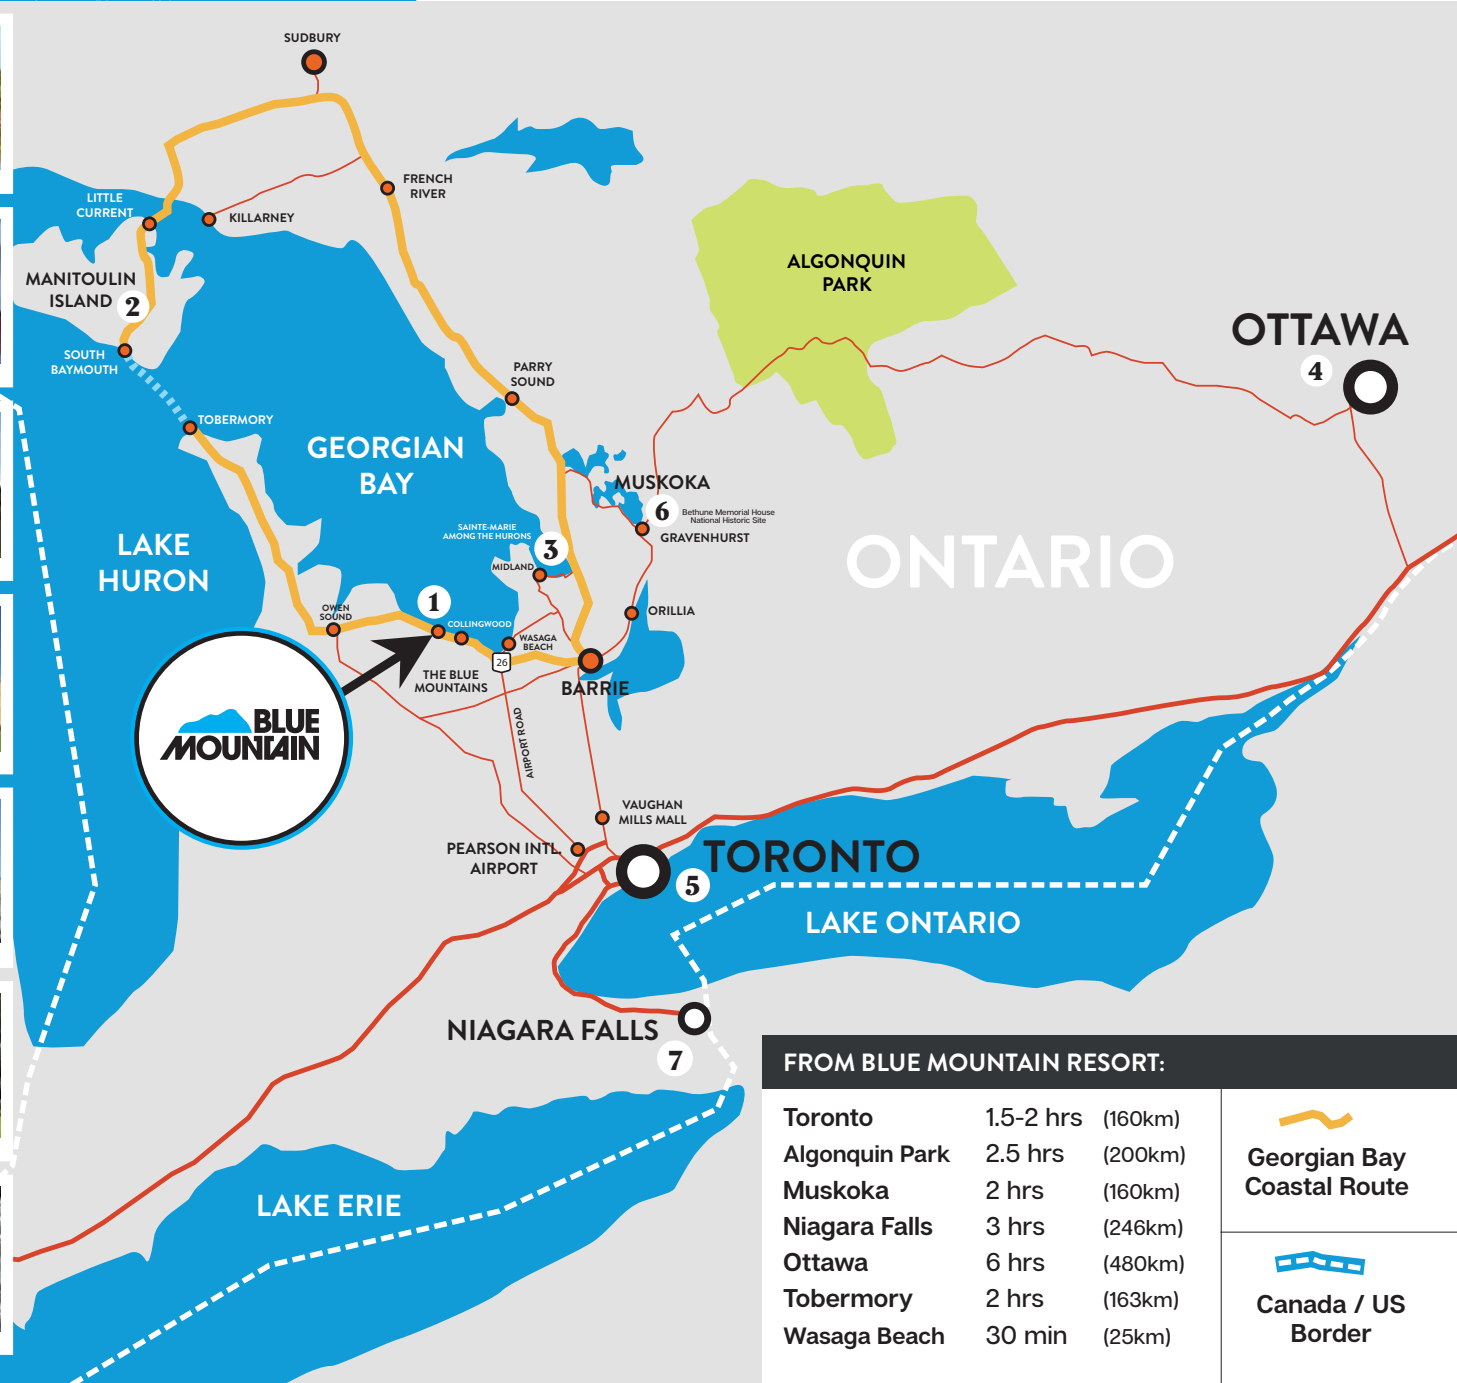 SUDBURY
FRENCH
RIVER
LITTLE
CURRENT
KILLARNEY
MANITOULIN
ISLAND
2
SOUTH
BAYMOUTH
TOBERMORY
GEORGIAN
BAY
LAKE
HURON
PARRY
SOUND
ALGONQUIN
PARK
OTTAWA
4
MUSKOKA
6
Bethune Memorial House
National Historic Site
GRAVENHURST
SAINTE-MARIE
AMONG THE HURONS
3
MIDLAND
ONTARIO
OWEN
SOUND
1
COLLINGWOOD
WASAGA
BEACH
ORILLIA
26
THE BLUE
MOUNTAINS
BARRIE
BLUE
MOUNTAIN
AIRPORT ROAD
VAUGHAN
MILLS MALL
PEARSON INTL.
AIRPORT
TORONTO
5
LAKE ONTARIO
NIAGARA FALLS
7
LAKE ERIE
FROM BLUE MOUNTAIN RESORT:
Toronto 1.5-2 hrs (160km)
Algonquin Park 2.5 hrs (200km)
Muskoka 2 hrs (160km)
Niagara Falls 3 hrs (246km)
Ottawa 6 hrs (480km)
Tobermory 2 hrs (163km)
Wasaga Beach 30 min (25km)
Georgian Bay
Coastal Route
Canada / US
Border